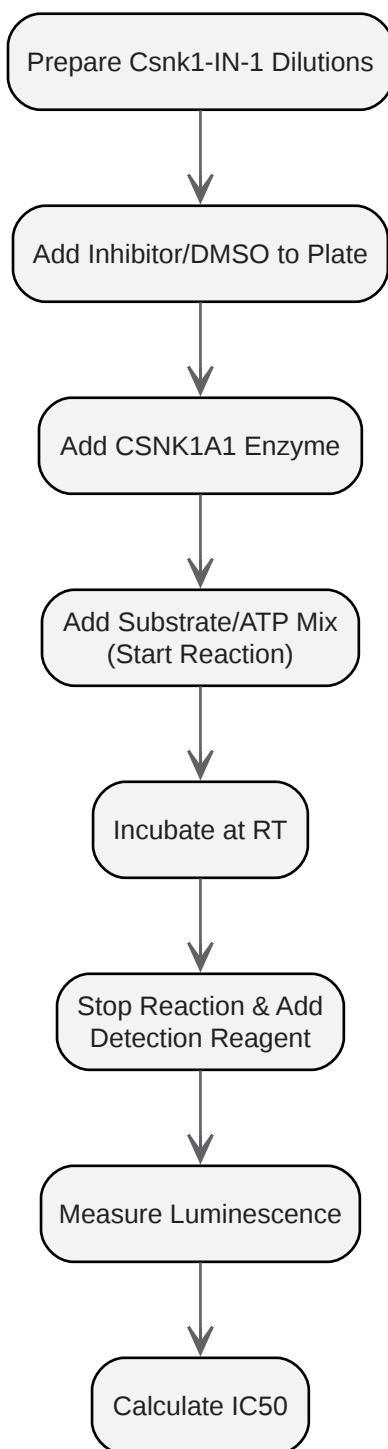 Prepare Csnk1-IN-1 Dilutions
Add Inhibitor/DMSO to Plate
Add CSNK1A1 Enzyme
Add Substrate/ATP Mix
(Start Reaction)
Incubate at RT
Stop Reaction & Add
Detection Reagent
Measure Luminescence
Calculate IC50